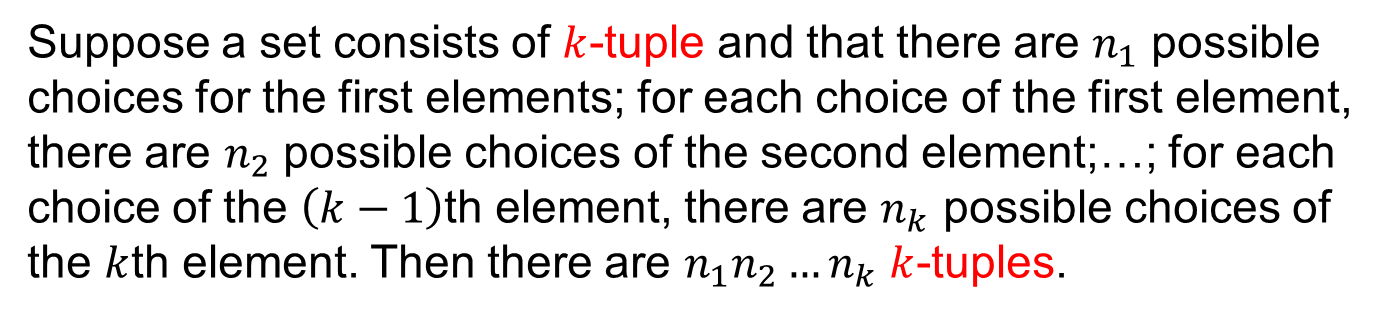 Suppose a set consists of k-tuple and that there are n₁ possible
choices for the first elements; for each choice of the first element,
there are n₂ possible choices of the second element;…; for each
choice of the (k − 1)th element, there are nₖ possible choices of
the kth element. Then there are n₁n₂ … nₖ k-tuples.